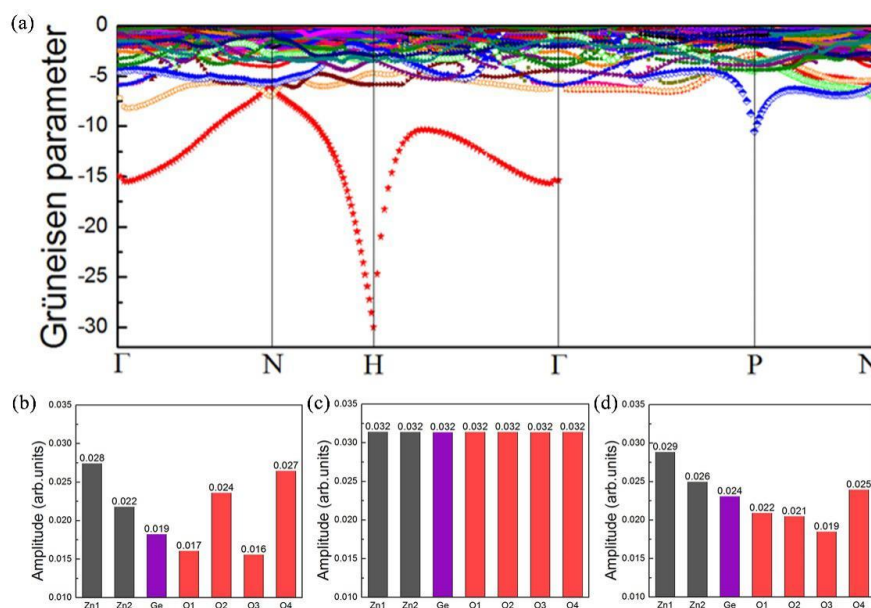 (a)
Grüneisen parameter
0
-5
-10
-15
-20
-25
-30
Γ N H Γ P N
(b)
Amplitude (arb.units)
0.035
0.030
0.025
0.020
0.015
0.010
0.028 0.022 0.019 0.017 0.024 0.016 0.027
Zn1 Zn2 Ge O1 O2 O3 O4
(c)
Amplitude (arb.units)
0.035
0.030
0.025
0.020
0.015
0.010
0.032 0.032 0.032 0.032 0.032 0.032 0.032
Zn1 Zn2 Ge O1 O2 O3 O4
(d)
Amplitude (arb.units)
0.035
0.030
0.025
0.020
0.015
0.010
0.029 0.026 0.024 0.022 0.021 0.019 0.025
Zn1 Zn2 Ge O1 O2 O3 O4